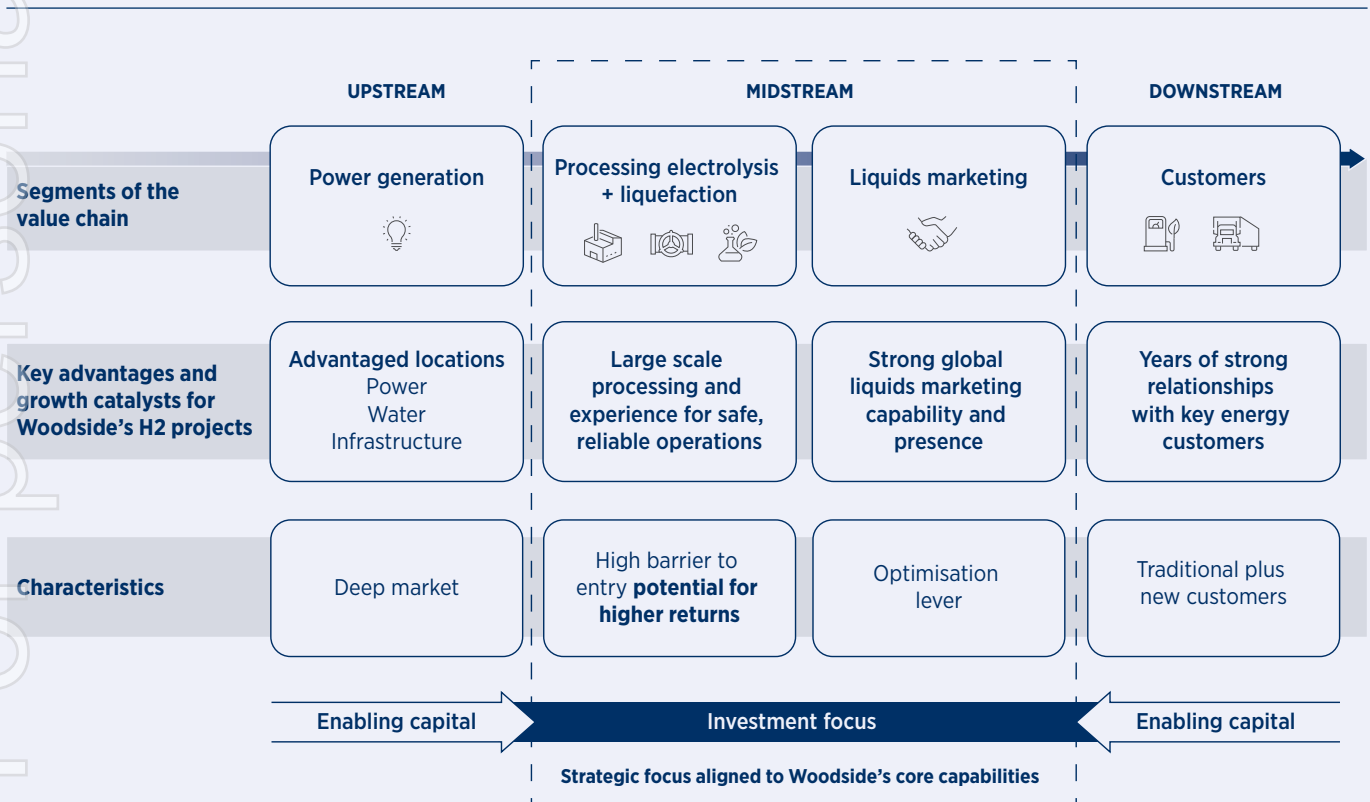 UPSTREAM
MIDSTREAM
DOWNSTREAM
Segments of the
value chain
Power generation
Processing electrolysis
+ liquefaction
Liquids marketing
Customers
Key advantages and
growth catalysts for
Woodside’s H2 projects
Advantaged locations
Power
Water
Infrastructure
Large scale
processing and
experience for safe,
reliable operations
Strong global
liquids marketing
capability and
presence
Years of strong
relationships
with key energy
customers
Characteristics
Deep market
High barrier to
entry potential for
higher returns
Optimisation
lever
Traditional plus
new customers
Enabling capital
Investment focus
Enabling capital
Strategic focus aligned to Woodside’s core capabilities